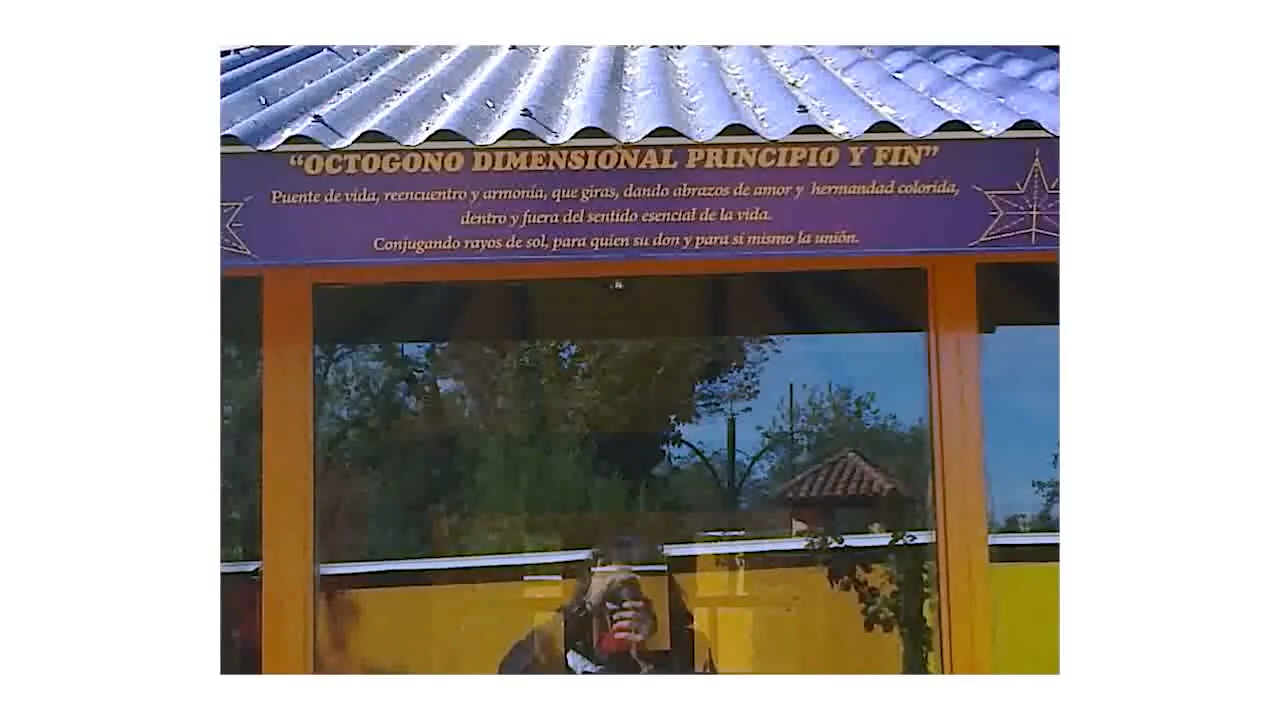 “OCTOGONO DIMENSIONAL PRINCIPIO Y FIN”
Puente de vida, reencuentro y armonía, que giras, dando abrazos de amor y hermandad colorida,
dentro y fuera del sentido esencial de la vida.
Conjugando rayos de sol, para quien su don y para si mismo la unión.